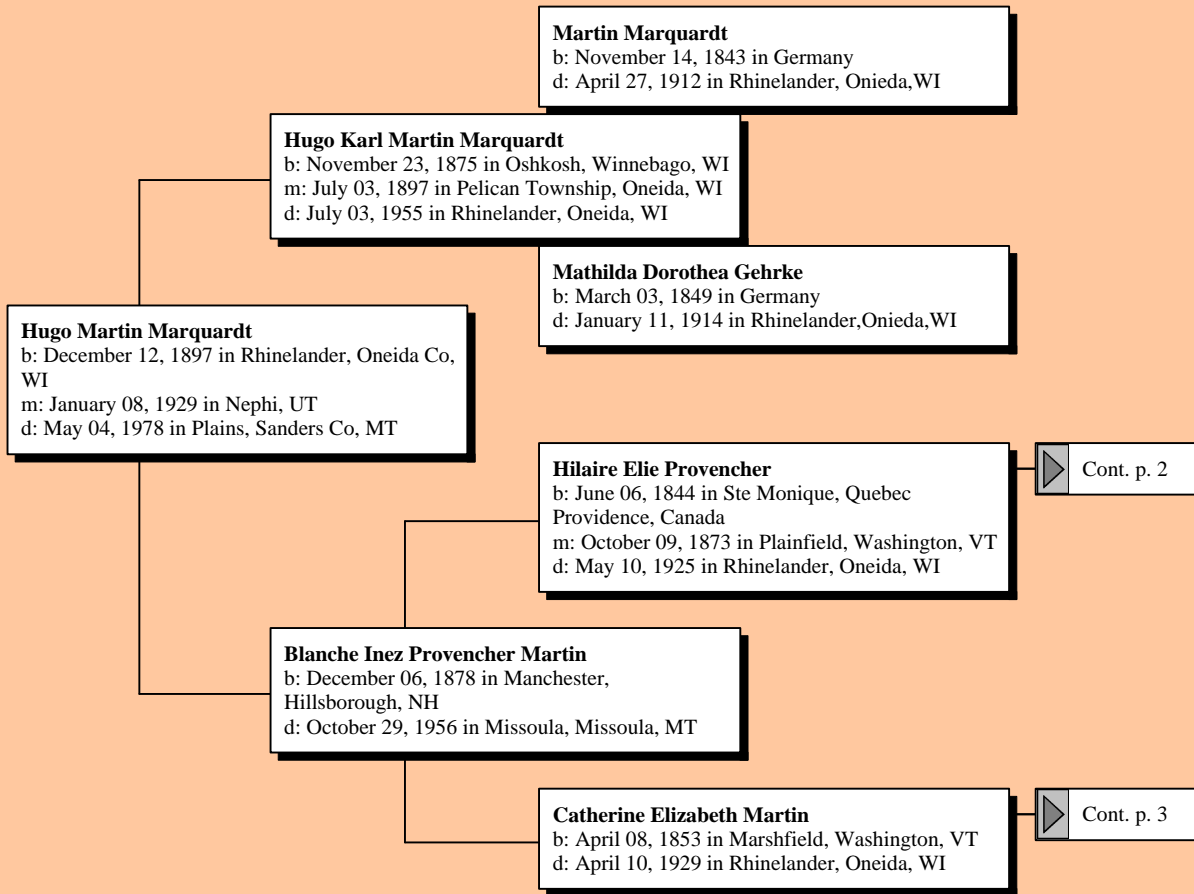 Martin Marquardt
b: November 14, 1843 in Germany
d: April 27, 1912 in Rhinelander, Onieda,WI
Hugo Karl Martin Marquardt
b: November 23, 1875 in Oshkosh, Winnebago, WI
m: July 03, 1897 in Pelican Township, Oneida, WI
d: July 03, 1955 in Rhinelander, Oneida, WI
Mathilda Dorothea Gehrke
b: March 03, 1849 in Germany
d: January 11, 1914 in Rhinelander,Onieda,WI
Hugo Martin Marquardt
b: December 12, 1897 in Rhinelander, Oneida Co,
WI
m: January 08, 1929 in Nephi, UT
d: May 04, 1978 in Plains, Sanders Co, MT
Hilaire Elie Provencher
b: June 06, 1844 in Ste Monique, Quebec
Providence, Canada
m: October 09, 1873 in Plainfield, Washington, VT
d: May 10, 1925 in Rhinelander, Oneida, WI
Cont. p. 2
Blanche Inez Provencher Martin
b: December 06, 1878 in Manchester,
Hillsborough, NH
d: October 29, 1956 in Missoula, Missoula, MT
Catherine Elizabeth Martin
b: April 08, 1853 in Marshfield, Washington, VT
d: April 10, 1929 in Rhinelander, Oneida, WI
Cont. p. 3